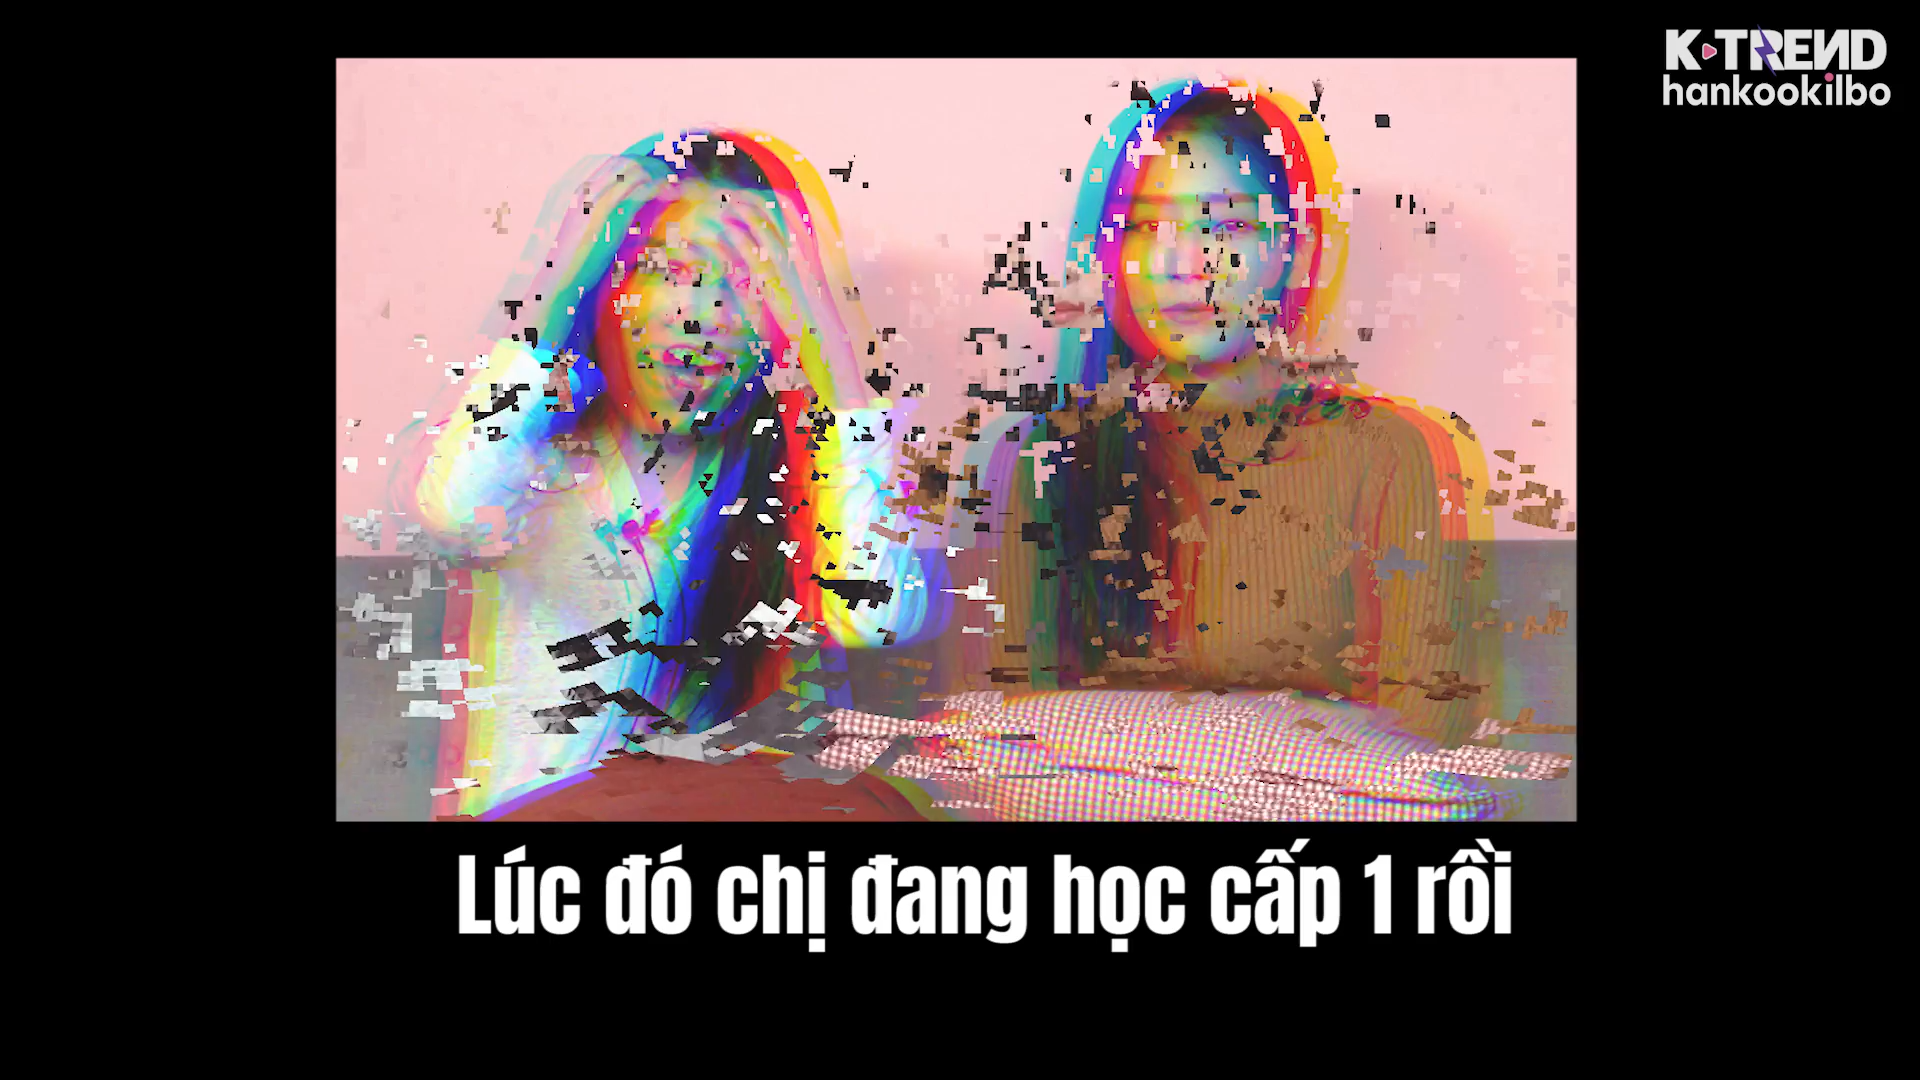 K-TREND
hankookilbo
Lúc đó chị đang học cấp 1 rồi